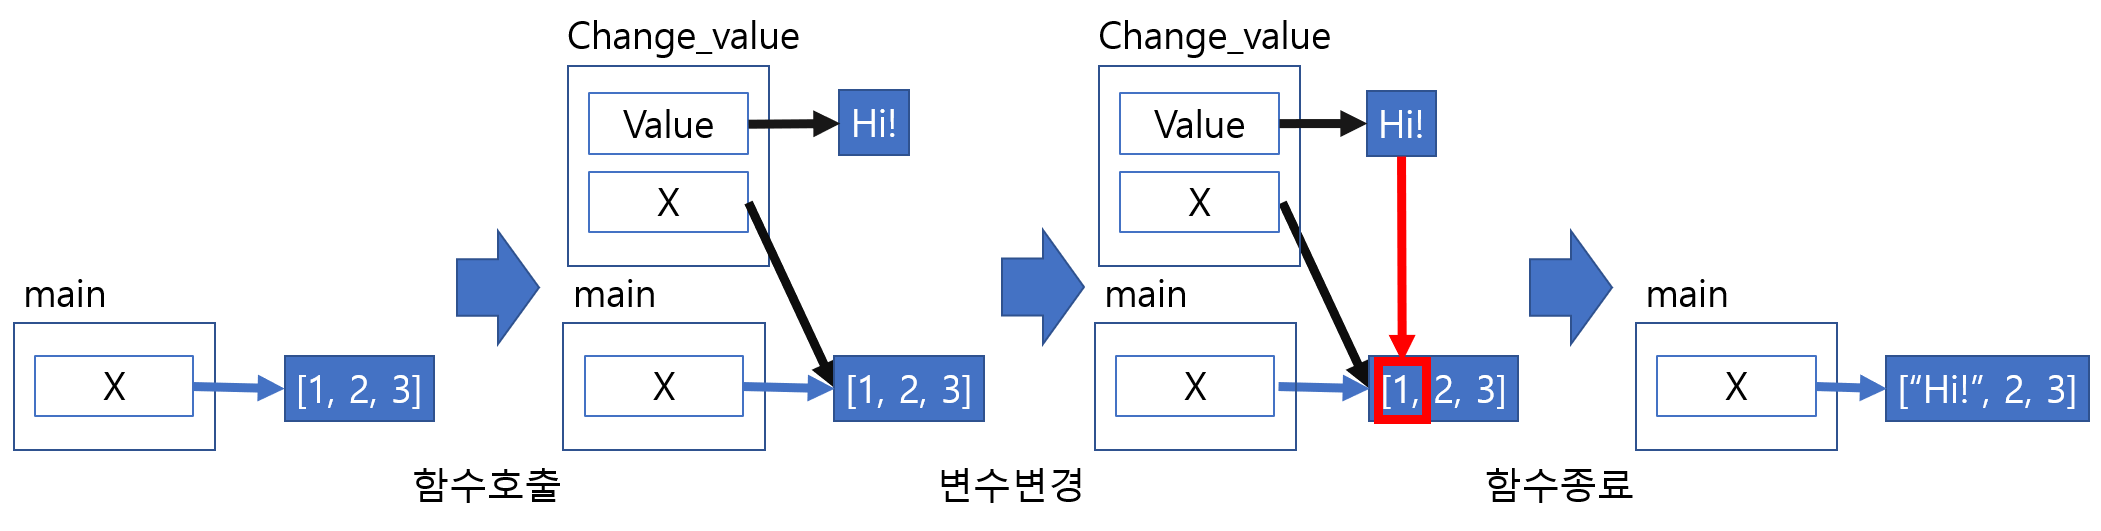 main
X
[1, 2, 3]
함수호출
Change_value
Value
Hi!
X
main
X
[1, 2, 3]
변수변경
Change_value
Value
Hi!
X
main
X
[1, 2, 3]
함수종료
main
X
[“Hi!”, 2, 3]